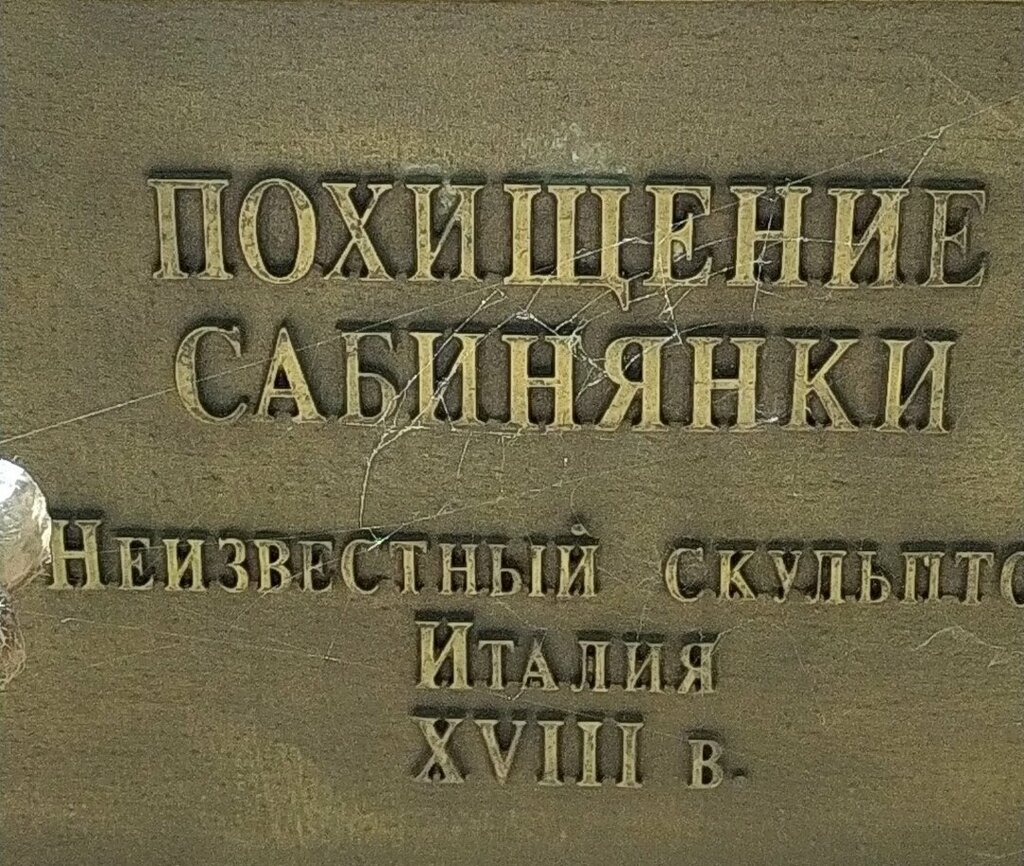 ПОХИЩЕНИЕ
САБИНЯНКИ
НЕИЗВЕСТНЫЙ СКУЛЬПТО
ИТАЛИЯ
XVIII В.